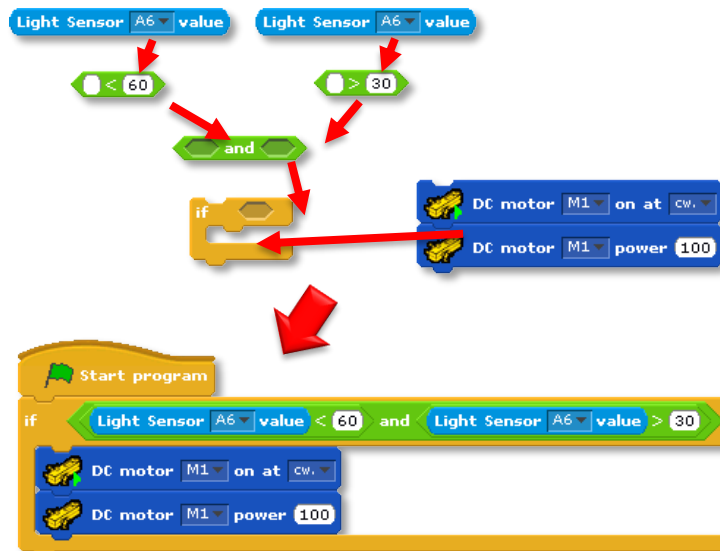 Light Sensor A6 value Light Sensor A6 value
< 60 > 30
and
if
DC motor M1 on at cw.
DC motor M1 power 100
Start program
if Light Sensor A6 value < 60 and Light Sensor A6 value > 30
DC motor M1 on at cw.
DC motor M1 power 100